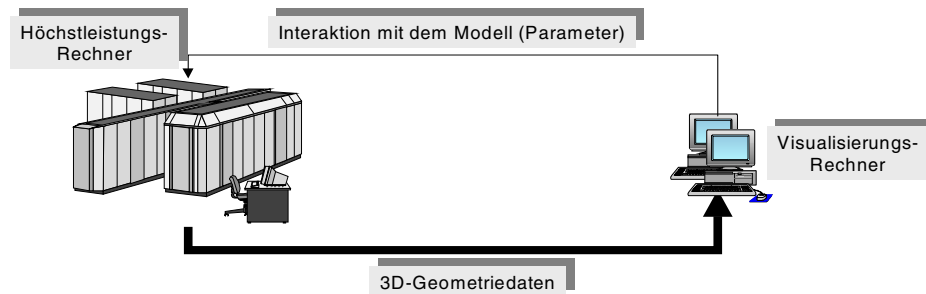 Höchstleistungs-
Rechner
Interaktion mit dem Modell (Parameter)
Visualisierungs-
Rechner
3D-Geometriedaten